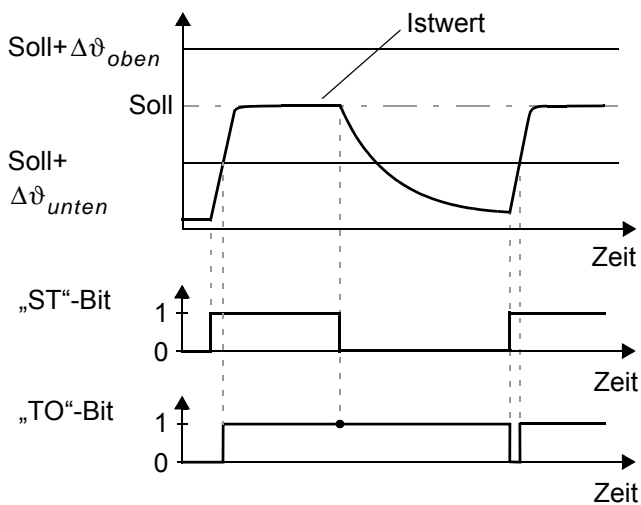 Istwert
Soll+Δϑoben
Soll
Soll+
Δϑunten
Zeit
„ST“-Bit
1
0
Zeit
„TO“-Bit
1
0
Zeit